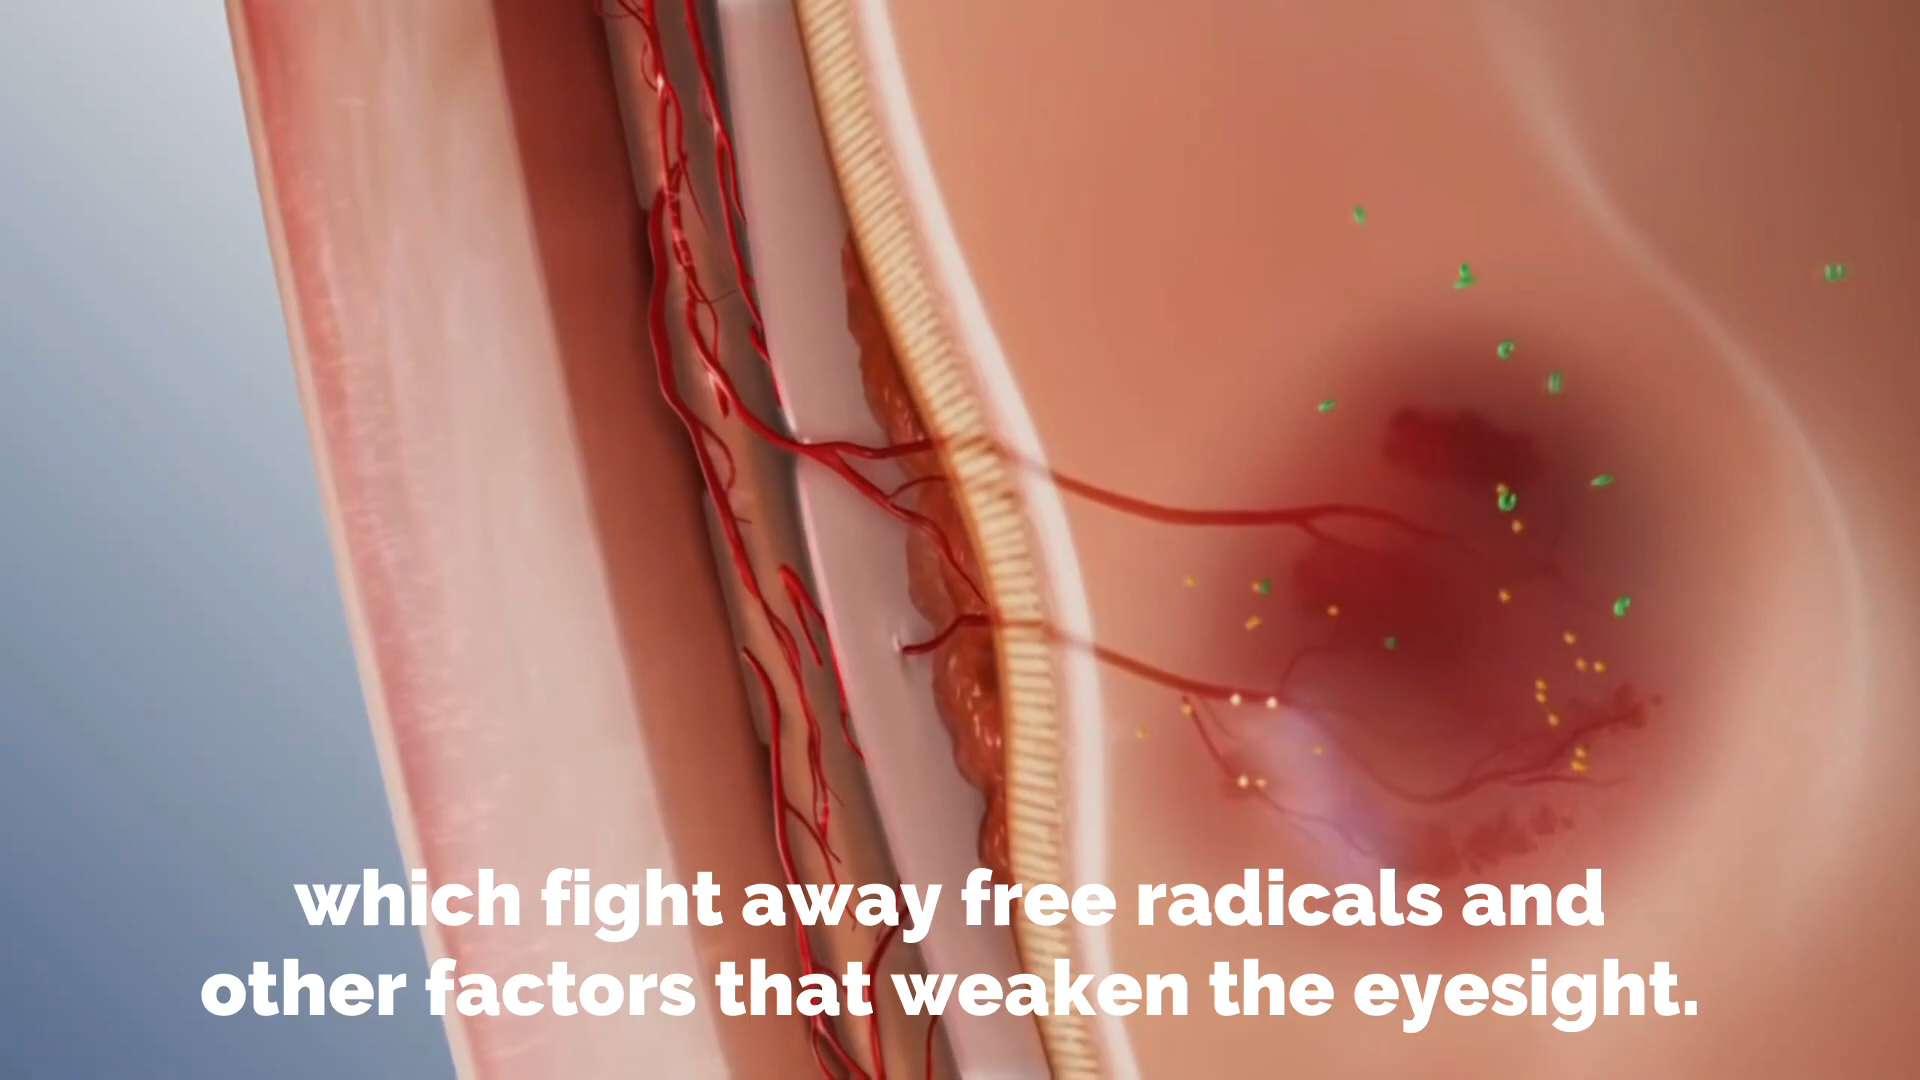 which fight away free radicals and
other factors that weaken the eyesight.